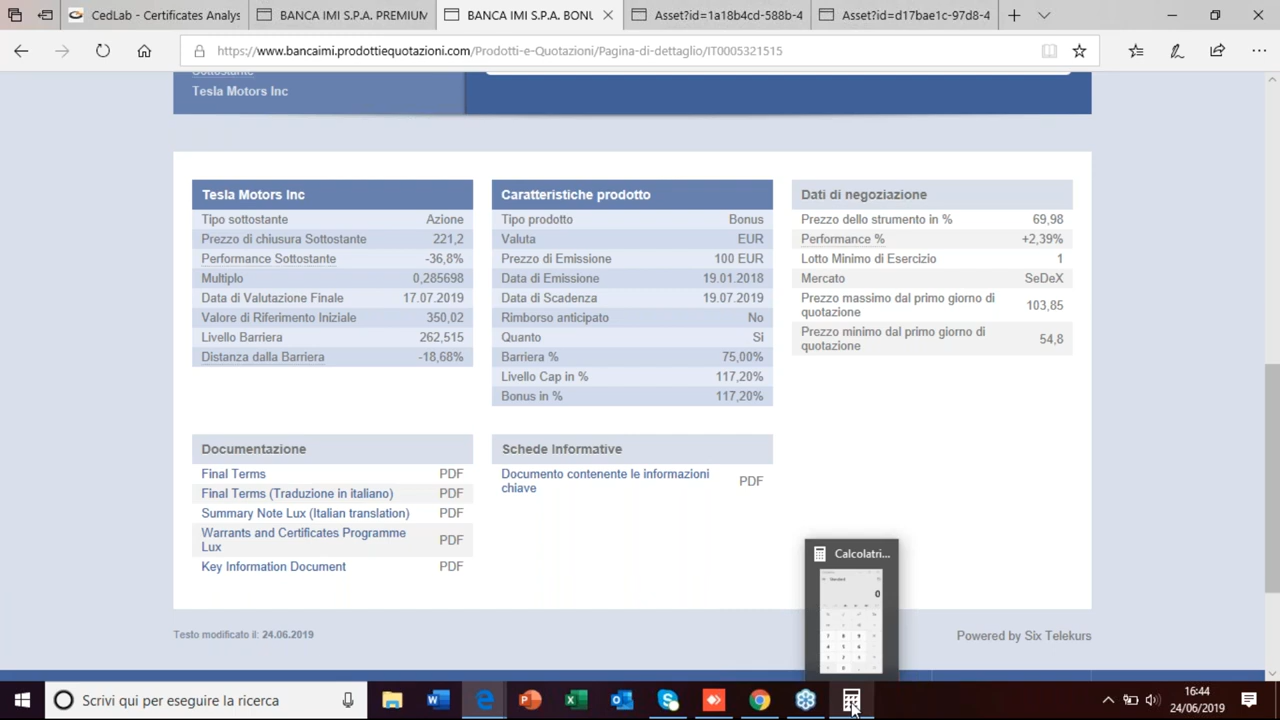 CedLab - Certificates Analys
BANCA IMI S.P.A. PREMIUM
BANCA IMI S.P.A. BONU
Asset?id=1a18b4cd-588b-4
Asset?id=d17bae1c-97d8-4
https://www.bancaimi.prodottiequotazioni.com/Prodotti-e-Quotazioni/Pagina-di-dettaglio/IT0005321515
Sottostante
Tesla Motors Inc
Tesla Motors Inc
Tipo sottostante Azione
Prezzo di chiusura Sottostante 221,2
Performance Sottostante -36,8%
Multiplo 0,285698
Data di Valutazione Finale 17.07.2019
Valore di Riferimento Iniziale 350,02
Livello Barriera 262,515
Distanza dalla Barriera -18,68%
Caratteristiche prodotto
Tipo prodotto Bonus
Valuta EUR
Prezzo di Emissione 100 EUR
Data di Emissione 19.01.2018
Data di Scadenza 19.07.2019
Rimborso anticipato No
Quanto Si
Barriera % 75,00%
Livello Cap in % 117,20%
Bonus in % 117,20%
Dati di negoziazione
Prezzo dello strumento in % 69,98
Performance % +2,39%
Lotto Minimo di Esercizio 1
Mercato SeDeX
Prezzo massimo dal primo giorno di
quotazione 103,85
Prezzo minimo dal primo giorno di
quotazione 54,8
Documentazione
Final Terms PDF
Final Terms (Traduzione in italiano) PDF
Summary Note Lux (Italian translation) PDF
Warrants and Certificates Programme
Lux PDF
Key Information Document PDF
Schede Informative
Documento contenente le informazioni
chiave PDF
Calcolatri...
Standard
0
Testo modificato il: 24.06.2019
Powered by Six Telekurs
Scrivi qui per eseguire la ricerca
16:44
24/06/2019